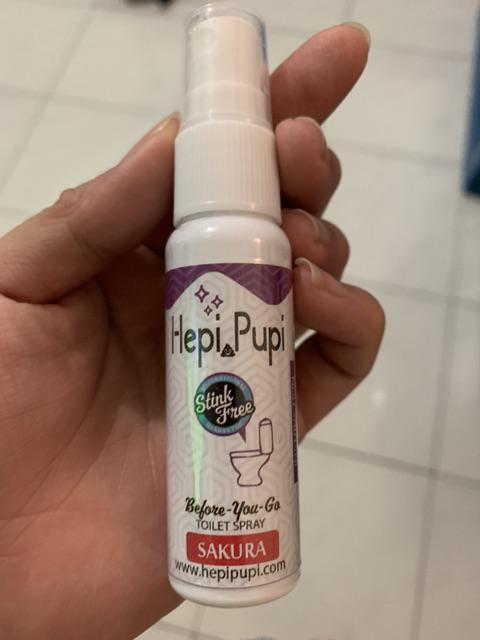 Hepi Pupi
Stink
Free
Before-You-Go
TOILET SPRAY
SAKURA
www.hepipupi.com